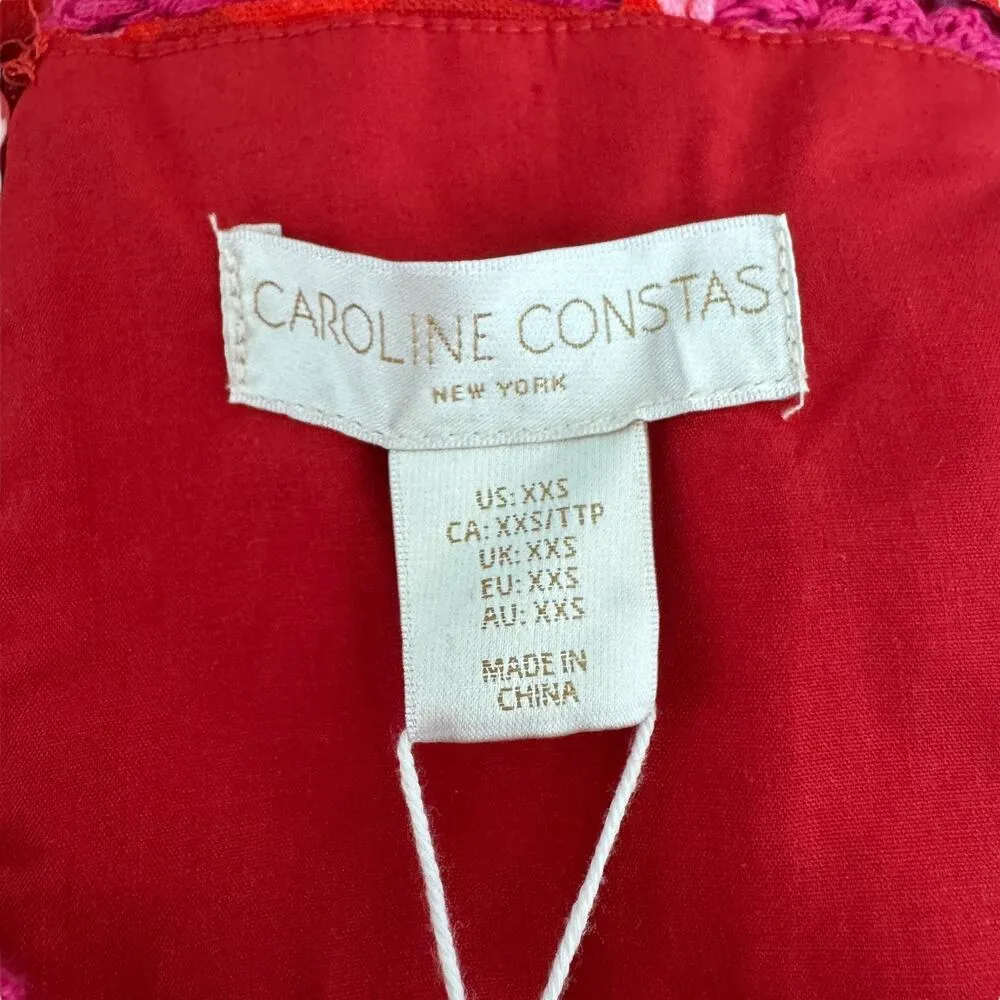 CAROLINE CONSTAS
NEW YORK
US: XXS
CA: XXS/TTP
UK: XXS
EU: XXS
AU: XXS
MADE IN
CHINA